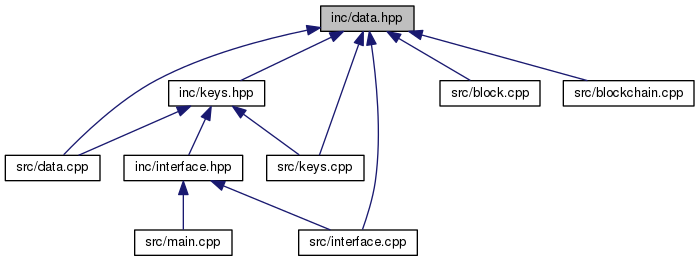 inc/data.hpp
inc/keys.hpp
src/block.cpp
src/blockchain.cpp
src/data.cpp
inc/interface.hpp
src/keys.cpp
src/main.cpp
src/interface.cpp